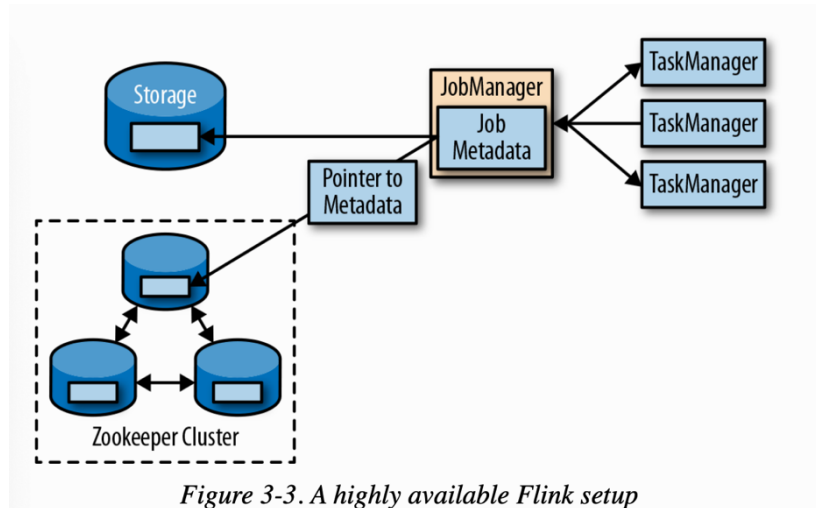 Storage
JobManager
Job
Metadata
TaskManager
TaskManager
TaskManager
Pointer to
Metadata
Zookeeper Cluster
Figure 3-3. A highly available Flink setup